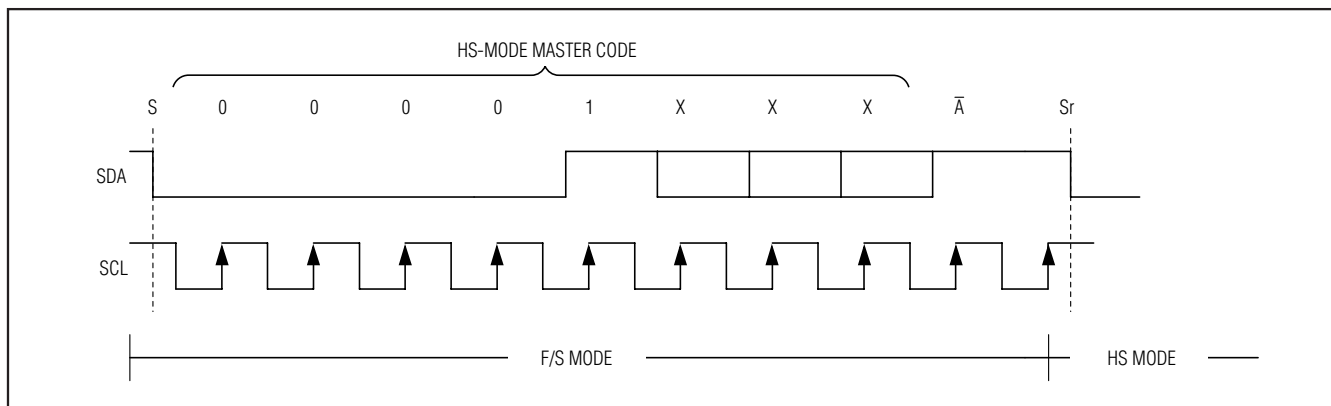 HS-MODE MASTER CODE
S 0 0 0 0 1 X X X A̅ Sr
SDA
SCL
F/S MODE HS MODE